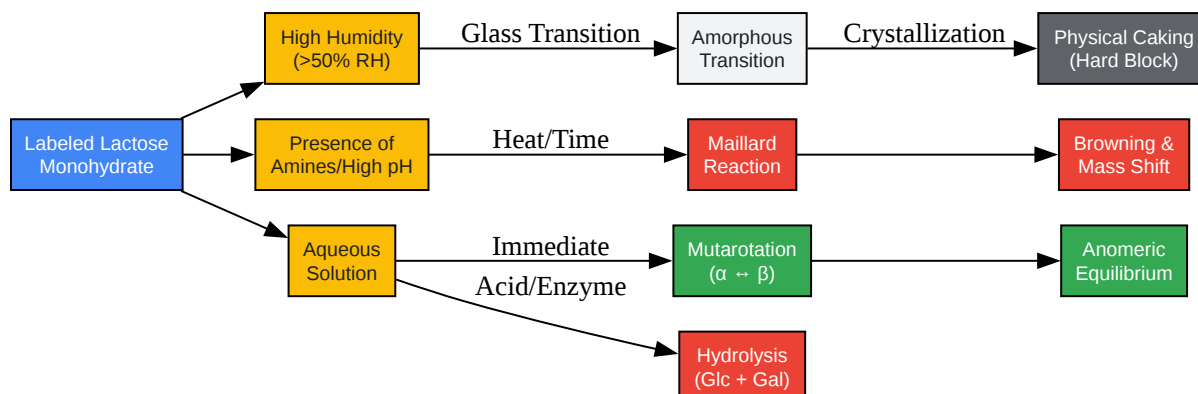 High Humidity
(>50% RH)
Glass Transition
Amorphous
Transition
Crystallization
Physical Caking
(Hard Block)
Labeled Lactose
Monohydrate
Presence of
Amines/High pH
Heat/Time
Maillard
Reaction
Browning &
Mass Shift
Aqueous
Solution
Immediate
Mutarotation
(α ↔ β)
Anomeric
Equilibrium
Acid/Enzyme
Hydrolysis
(Glc + Gal)